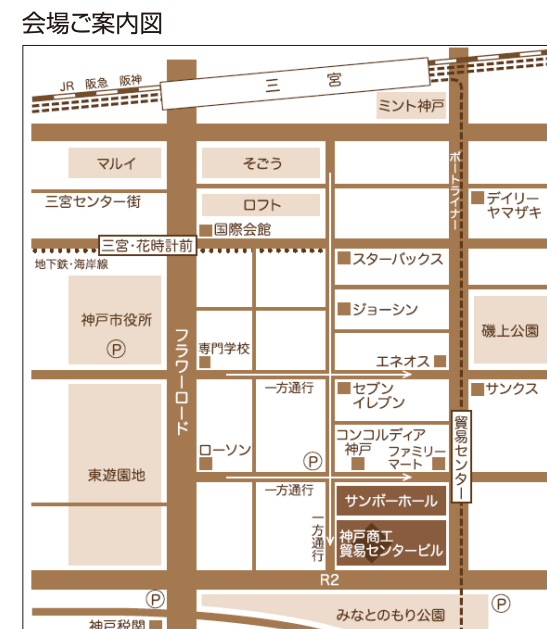 会場ご案内図
JR 阪急 阪神
三宮
ミント神戸
マルイ
そごう
ポートライナー
三宮センター街
ロフト
デイリー
ヤマザキ
国際会館
三宮・花時計前
地下鉄・海岸線
スターバックス
神戸市役所
P
ジョーシン
磯上公園
フラワーロード
専門学校
エネオス
一方通行
セブン
イレブン
サンクス
貿易センター
コンコルディア
神戸
ファミリー
マート
ローソン
P
東遊園地
一方通行
サンボーホール
一方通行
神戸商工
貿易センタービル
R2
P
P
みなとのもり公園
神戸税関